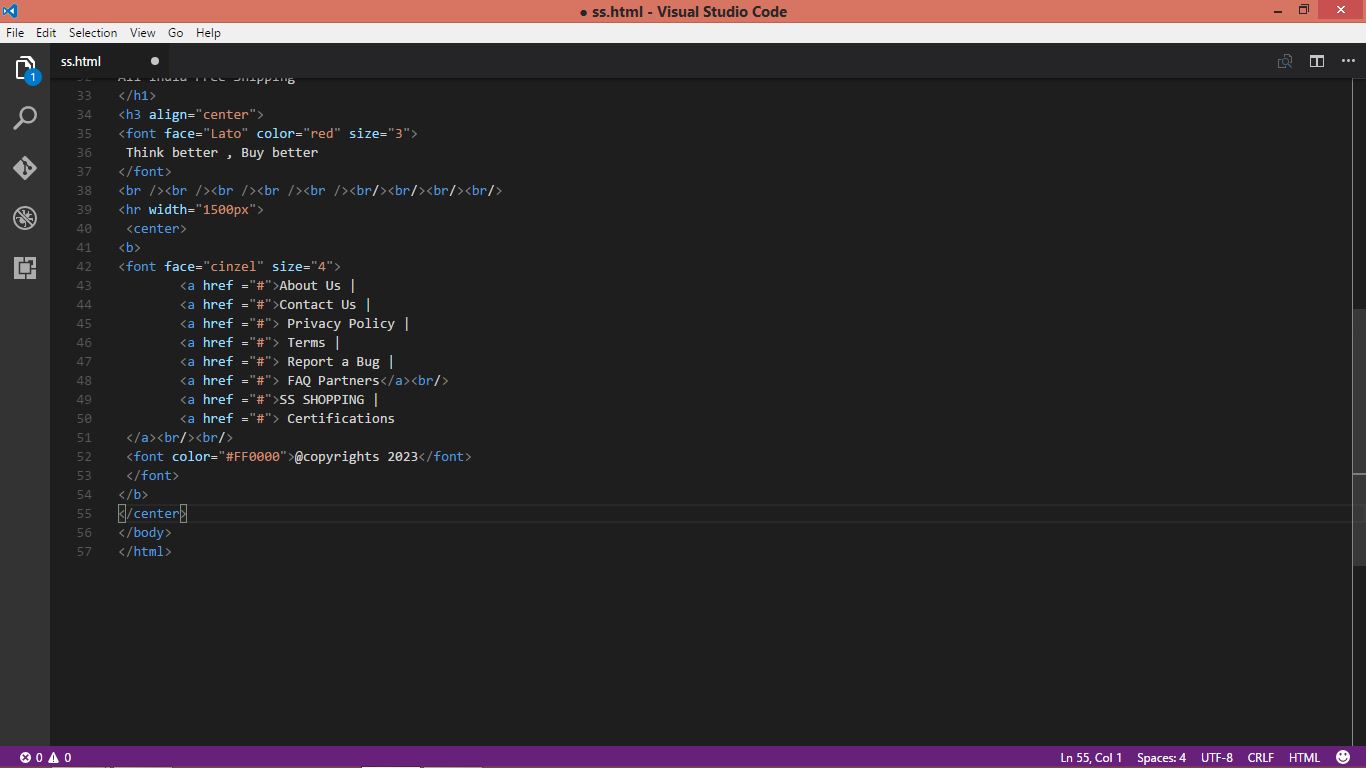 ● ss.html - Visual Studio Code
File Edit Selection View Go Help
1
ss.html
32 All India Free Shipping
33 </h1>
34 <h3 align="center">
35 <font face="Lato" color="red" size="3">
36  Think better , Buy better
37 </font>
38 <br /><br /><br /><br /><br /><br/><br/><br/><br/>
39 <hr width="1500px">
40  <center>
41 <b>
42 <font face="cinzel" size="4">
43         <a href ="#">About Us |
44         <a href ="#">Contact Us |
45         <a href ="#"> Privacy Policy |
46         <a href ="#"> Terms |
47         <a href ="#"> Report a Bug |
48         <a href ="#"> FAQ Partners</a><br/>
49         <a href ="#">SS SHOPPING |
50         <a href ="#"> Certifications
51  </a><br/><br/>
52  <font color="#FF0000">@copyrights 2023</font>
53  </font>
54 </b>
55 </center>
56 </body>
57 </html>
0 0 Ln 55, Col 1 Spaces: 4 UTF-8 CRLF HTML